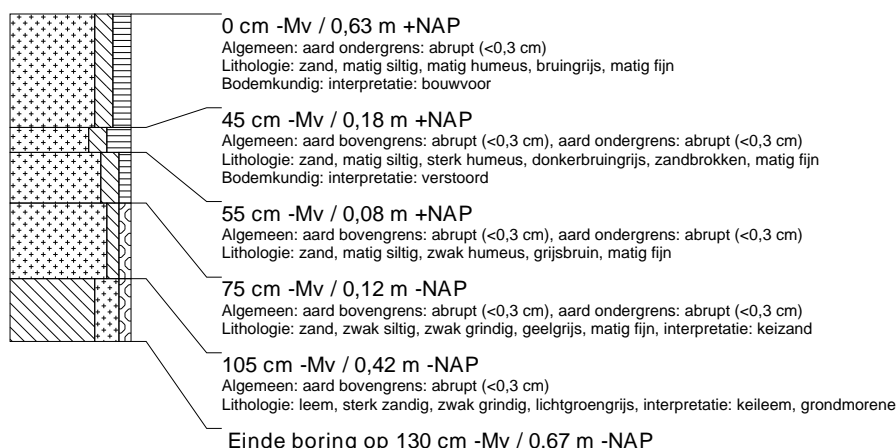 0 cm -Mv / 0,63 m +NAP
Algemeen: aard ondergrens: abrupt (<0,3 cm)
Lithologie: zand, matig siltig, matig humeus, bruingrijs, matig fijn
Bodemkundig: interpretatie: bouwvoor
45 cm -Mv / 0,18 m +NAP
Algemeen: aard bovengrens: abrupt (<0,3 cm), aard ondergrens: abrupt (<0,3 cm)
Lithologie: zand, matig siltig, sterk humeus, donkerbruingrijs, zandbrokken, matig fijn
Bodemkundig: interpretatie: verstoord
55 cm -Mv / 0,08 m +NAP
Algemeen: aard bovengrens: abrupt (<0,3 cm), aard ondergrens: abrupt (<0,3 cm)
Lithologie: zand, matig siltig, zwak humeus, grijsbruin, matig fijn
75 cm -Mv / 0,12 m -NAP
Algemeen: aard bovengrens: abrupt (<0,3 cm), aard ondergrens: abrupt (<0,3 cm)
Lithologie: zand, zwak siltig, zwak grindig, geelgrijs, matig fijn, interpretatie: keizand
105 cm -Mv / 0,42 m -NAP
Algemeen: aard bovengrens: abrupt (<0,3 cm)
Lithologie: leem, sterk zandig, zwak grindig, lichtgroengrijs, interpretatie: keileem, grondmorene
Einde boring op 130 cm -Mv / 0,67 m -NAP